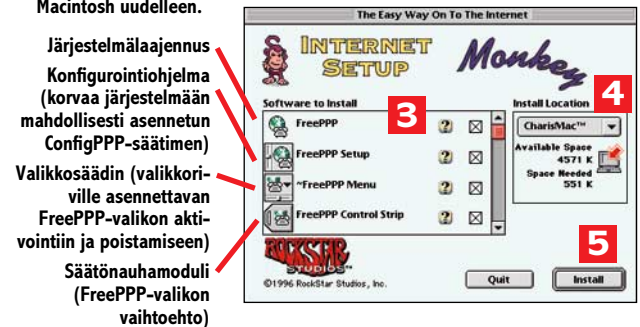 Macintosh uudelleen.
Järjestelmälaajennus
Konfigurointiohjelma
(korvaa järjestelmään
mahdollisesti asennetun
ConfigPPP-säätimen)
Valikkosäädin (valikkori-
ville asennettavan
FreePPP-valikon akti-
vointiin ja poistamiseen)
Säätönauhamoduli
(FreePPP-valikon
vaihtoehto)
The Easy Way On To The Internet
INTERNET
SETUP
Monkey
Software to Install
3
FreePPP
?
FreePPP Setup
?
~FreePPP Menu
?
FreePPP Control Strip
?
Install Location
4
CharisMac™
Available Space
4571 K
Space Needed
551 K
ROCKSTAR
STUDIOS™
©1996 RockStar Studios, Inc.
5
Quit
Install